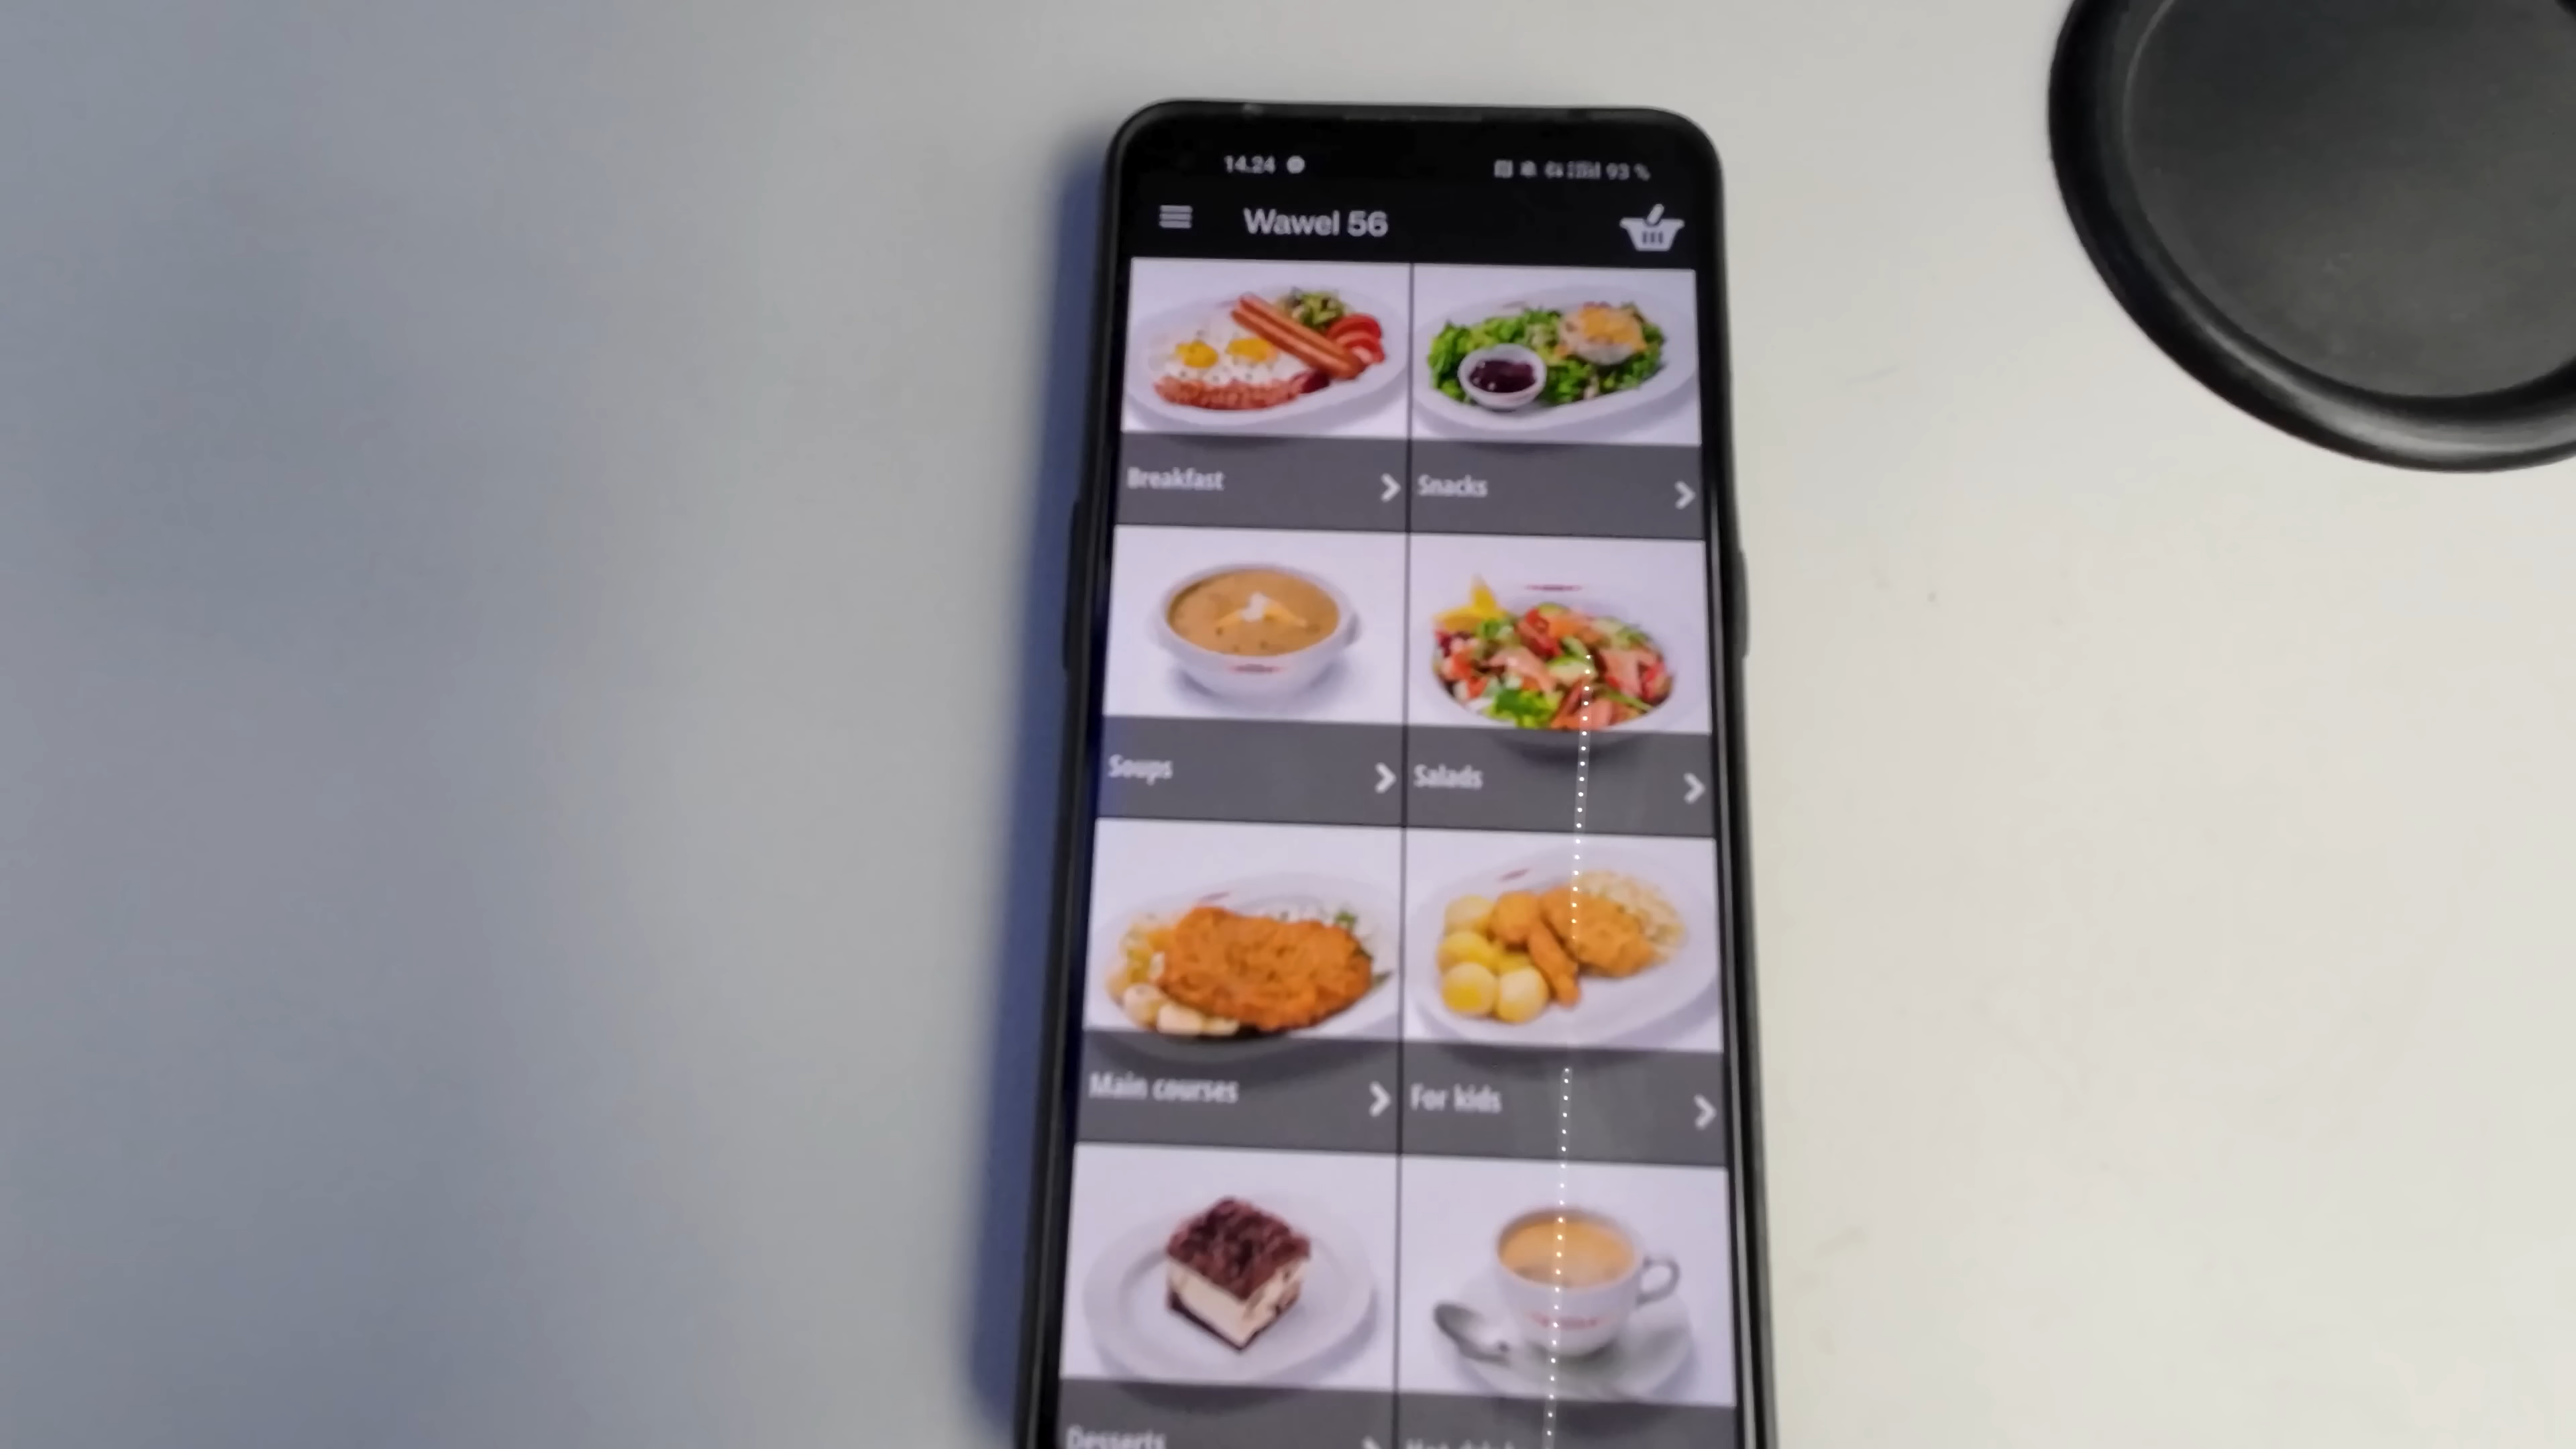 14.24 93 %
Wawel 56
Breakfast Snacks
Soups Salads
Main courses For kids
Desserts